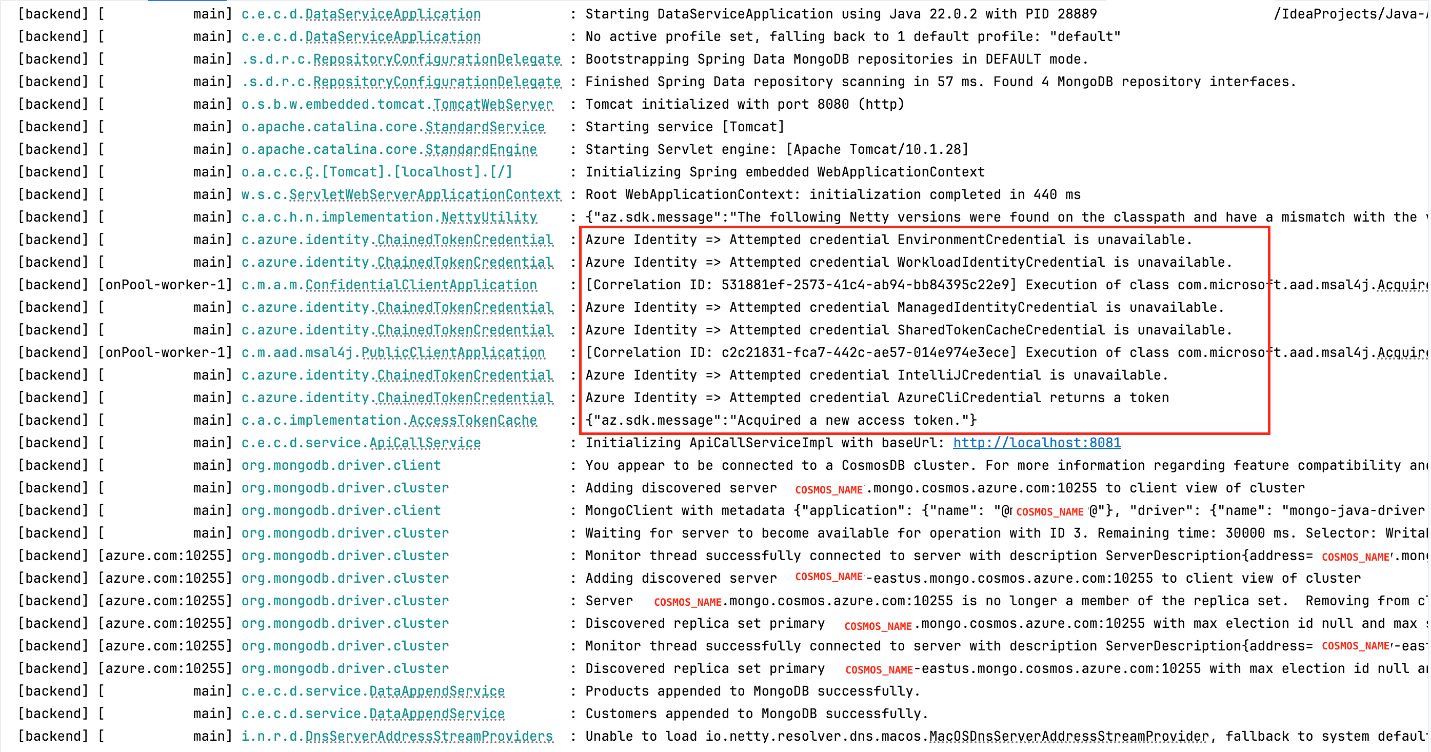 [backend] [ main] c.e.c.d.DataServiceApplication : Starting DataServiceApplication using Java 22.0.2 with PID 28889 /IdeaProjects/Java-
[backend] [ main] c.e.c.d.DataServiceApplication : No active profile set, falling back to 1 default profile: "default"
[backend] [ main] .s.d.r.c.RepositoryConfigurationDelegate : Bootstrapping Spring Data MongoDB repositories in DEFAULT mode.
[backend] [ main] .s.d.r.c.RepositoryConfigurationDelegate : Finished Spring Data repository scanning in 57 ms. Found 4 MongoDB repository interfaces.
[backend] [ main] o.s.b.w.embedded.tomcat.TomcatWebServer : Tomcat initialized with port 8080 (http)
[backend] [ main] o.apache.catalina.core.StandardService : Starting service [Tomcat]
[backend] [ main] o.apache.catalina.core.StandardEngine : Starting Servlet engine: [Apache Tomcat/10.1.28]
[backend] [ main] o.a.c.c.C.[Tomcat].[localhost].[/] : Initializing Spring embedded WebApplicationContext
[backend] [ main] w.s.c.ServletWebServerApplicationContext : Root WebApplicationContext: initialization completed in 440 ms
[backend] [ main] c.a.c.h.n.implementation.NettyUtility : {"az.sdk.message":"The following Netty versions were found on the classpath and have a mismatch with the
[backend] [ main] c.azure.identity.ChainedTokenCredential : Azure Identity => Attempted credential EnvironmentCredential is unavailable.
[backend] [ main] c.azure.identity.ChainedTokenCredential : Azure Identity => Attempted credential WorkloadIdentityCredential is unavailable.
[backend] [onPool-worker-1] c.m.a.m.ConfidentialClientApplication : [Correlation ID: 531881ef-2573-41c4-ab94-bb84395c22e9] Execution of class com.microsoft.aad.msal4j.Acquire
[backend] [ main] c.azure.identity.ChainedTokenCredential : Azure Identity => Attempted credential ManagedIdentityCredential is unavailable.
[backend] [ main] c.azure.identity.ChainedTokenCredential : Azure Identity => Attempted credential SharedTokenCacheCredential is unavailable.
[backend] [onPool-worker-1] c.m.aad.msal4j.PublicClientApplication : [Correlation ID: c2c21831-fca7-442c-ae57-014e974e3ece] Execution of class com.microsoft.aad.msal4j.Acquire
[backend] [ main] c.azure.identity.ChainedTokenCredential : Azure Identity => Attempted credential IntelliJCredential is unavailable.
[backend] [ main] c.azure.identity.ChainedTokenCredential : Azure Identity => Attempted credential AzureCliCredential returns a token
[backend] [ main] c.a.c.implementation.AccessTokenCache : {"az.sdk.message":"Acquired a new access token."}
[backend] [ main] c.e.c.d.service.ApiCallService : Initializing ApiCallServiceImpl with baseUrl: http://localhost:8081
[backend] [ main] org.mongodb.driver.client : You appear to be connected to a CosmosDB cluster. For more information regarding feature compatibility an
[backend] [ main] org.mongodb.driver.cluster : Adding discovered server COSMOS_NAME.mongo.cosmos.azure.com:10255 to client view of cluster
[backend] [ main] org.mongodb.driver.client : MongoClient with metadata {"application": {"name": "@ COSMOS_NAME @"}, "driver": {"name": "mongo-java-driver
[backend] [ main] org.mongodb.driver.cluster : Waiting for server to become available for operation with ID 3. Remaining time: 30000 ms. Selector: Writa
[backend] [azure.com:10255] org.mongodb.driver.cluster : Monitor thread successfully connected to server with description ServerDescription{address= COSMOS_NAME.mon
[backend] [azure.com:10255] org.mongodb.driver.cluster : Adding discovered server COSMOS_NAME-eastus.mongo.cosmos.azure.com:10255 to client view of cluster
[backend] [azure.com:10255] org.mongodb.driver.cluster : Server COSMOS_NAME.mongo.cosmos.azure.com:10255 is no longer a member of the replica set. Removing from c
[backend] [azure.com:10255] org.mongodb.driver.cluster : Discovered replica set primary COSMOS_NAME.mongo.cosmos.azure.com:10255 with max election id null and max s
[backend] [azure.com:10255] org.mongodb.driver.cluster : Monitor thread successfully connected to server with description ServerDescription{address= COSMOS_NAME-east
[backend] [azure.com:10255] org.mongodb.driver.cluster : Discovered replica set primary COSMOS_NAME-eastus.mongo.cosmos.azure.com:10255 with max election id null an
[backend] [ main] c.e.c.d.service.DataAppendService : Products appended to MongoDB successfully.
[backend] [ main] c.e.c.d.service.DataAppendService : Customers appended to MongoDB successfully.
[backend] [ main] i.n.r.d.DnsServerAddressStreamProviders : Unable to load io.netty.resolver.dns.macos.MacOSDnsServerAddressStreamProvider, fallback to system defaul